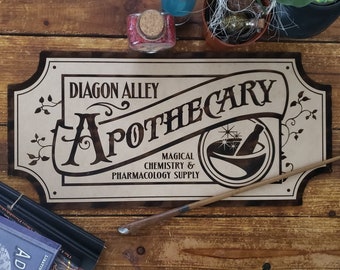 DIAGON ALLEY
APOTHECARY
MAGICAL
CHEMISTRY &
PHARMACOLOGY SUPPLY